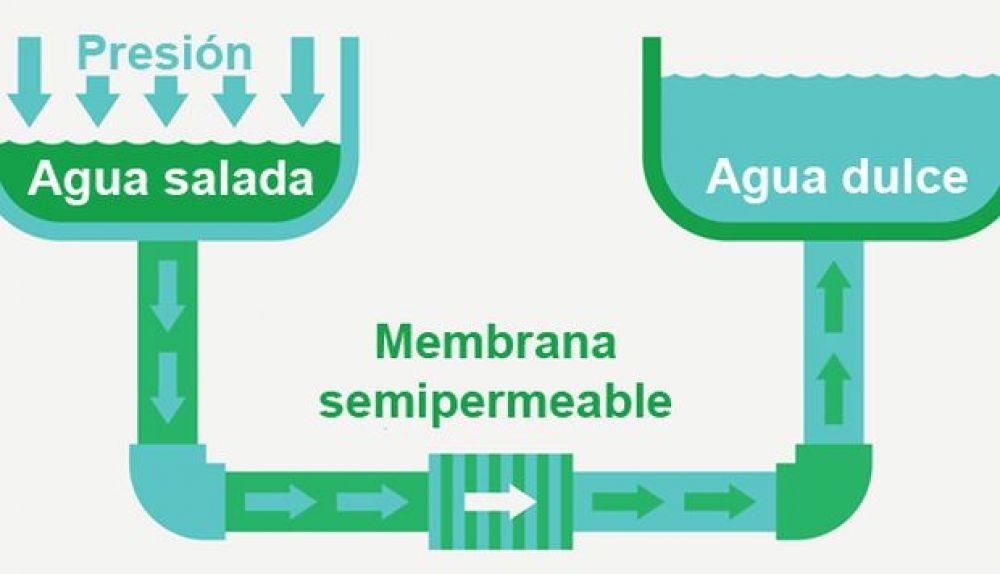 Presión
Agua salada
Agua dulce
Membrana
semipermeable